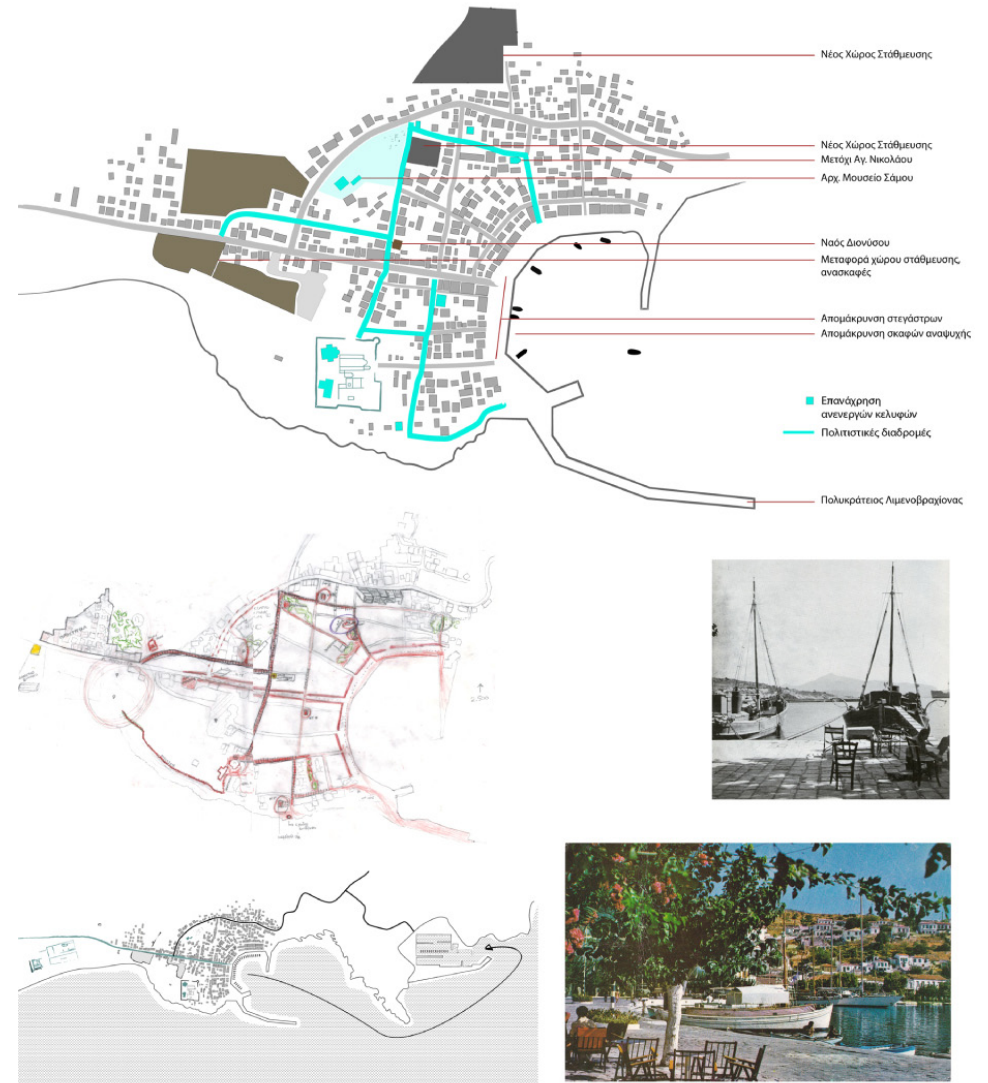 Νέος Χώρος Στάθμευσης
Νέος Χώρος Στάθμευσης
Μετόχι Αγ. Νικολάου
Αρχ. Μουσείο Σάμου
Ναός Διονύσου
Μεταφορά χώρου στάθμευσης,
ανασκαφές
Απομάκρυνση στεγάστρων
Απομάκρυνση σκαφών αναψυχής
Επανάχρηση
ανενεργών κελυφών
Πολιτιστικές διαδρομές
Πολυκράτειος Λιμενοβραχίονας